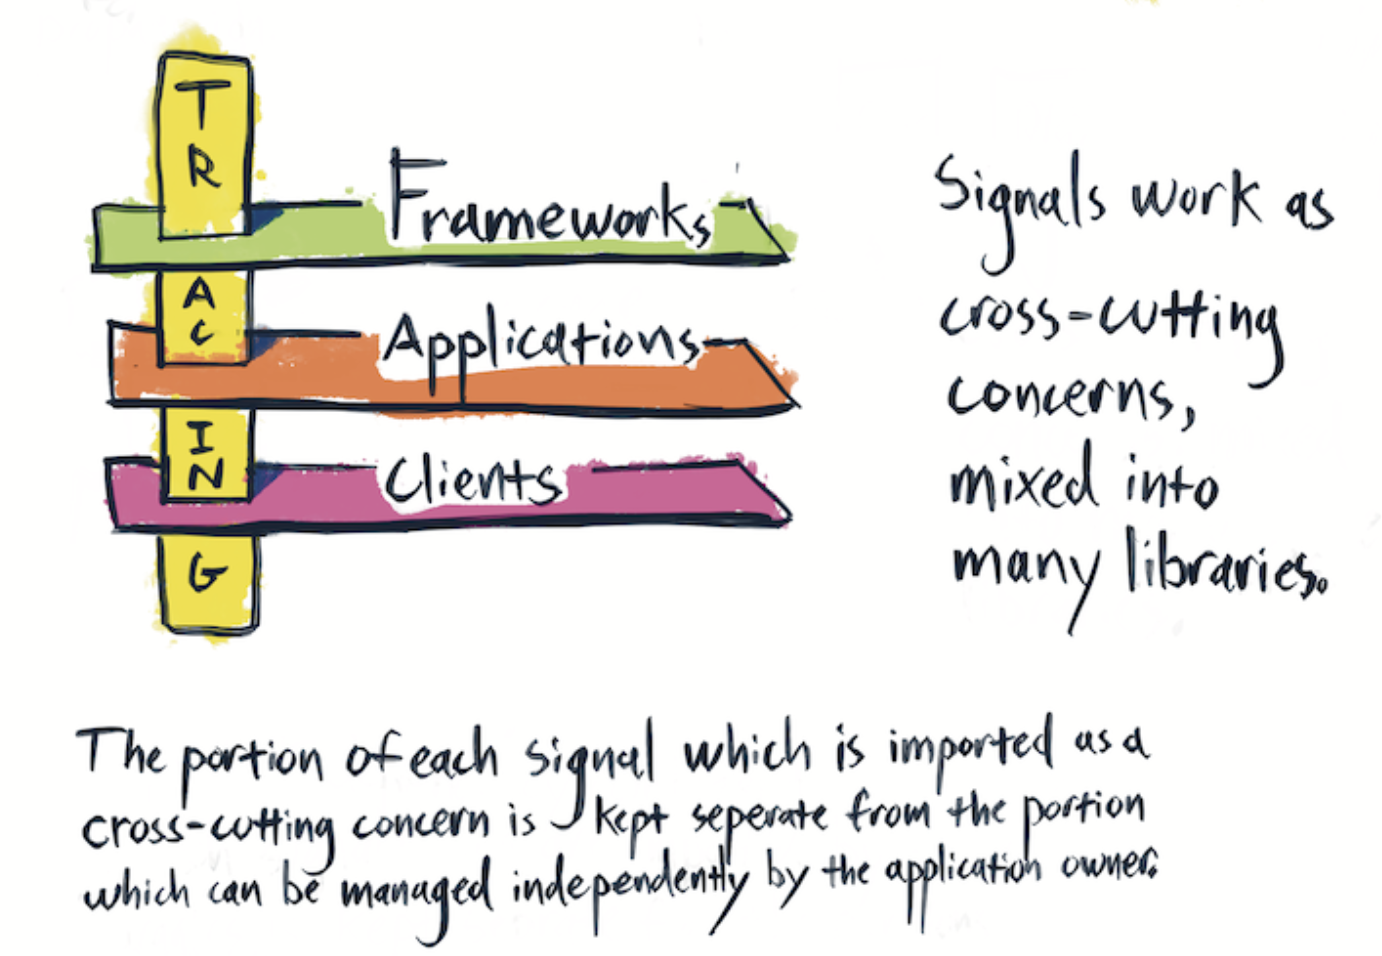 TRACING
Frameworks
Applications
Clients
Signals work as
cross-cutting
concerns,
mixed into
many libraries.
The portion of each signal which is imported as a
cross-cutting concern is kept seperate from the portion
which can be managed independently by the application owner.